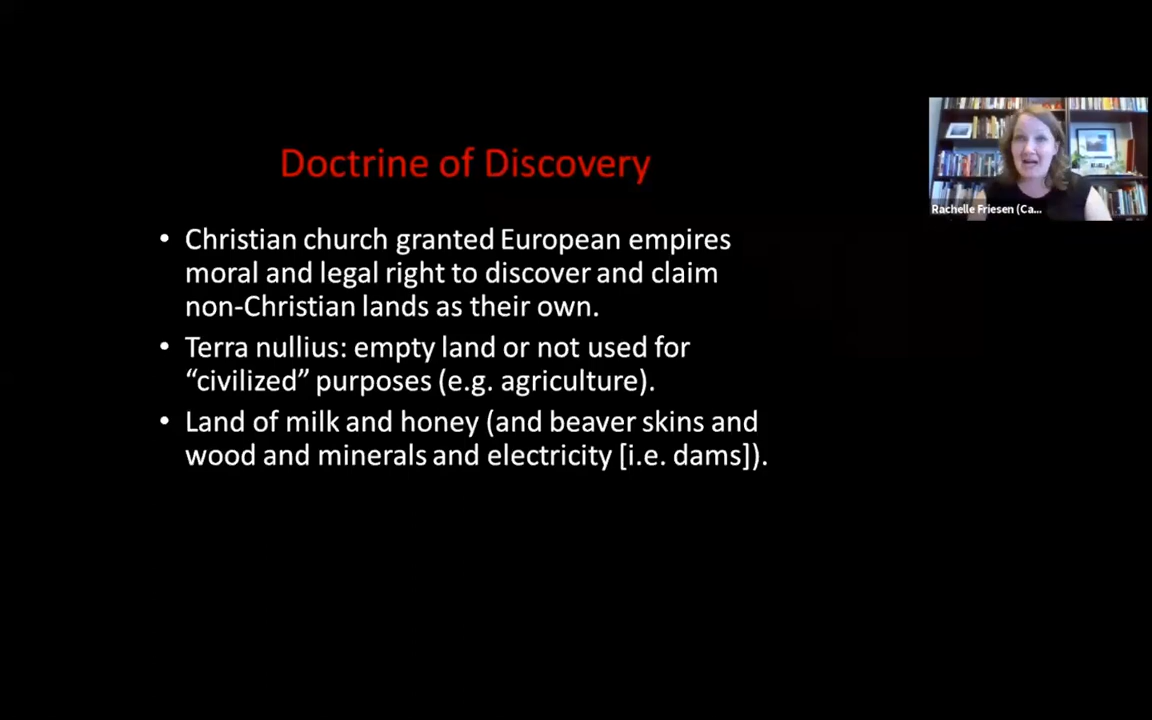 Doctrine of Discovery
Rachelle Friesen (Ca...
• Christian church granted European empires
moral and legal right to discover and claim
non-Christian lands as their own.
• Terra nullius: empty land or not used for
“civilized” purposes (e.g. agriculture).
• Land of milk and honey (and beaver skins and
wood and minerals and electricity [i.e. dams]).